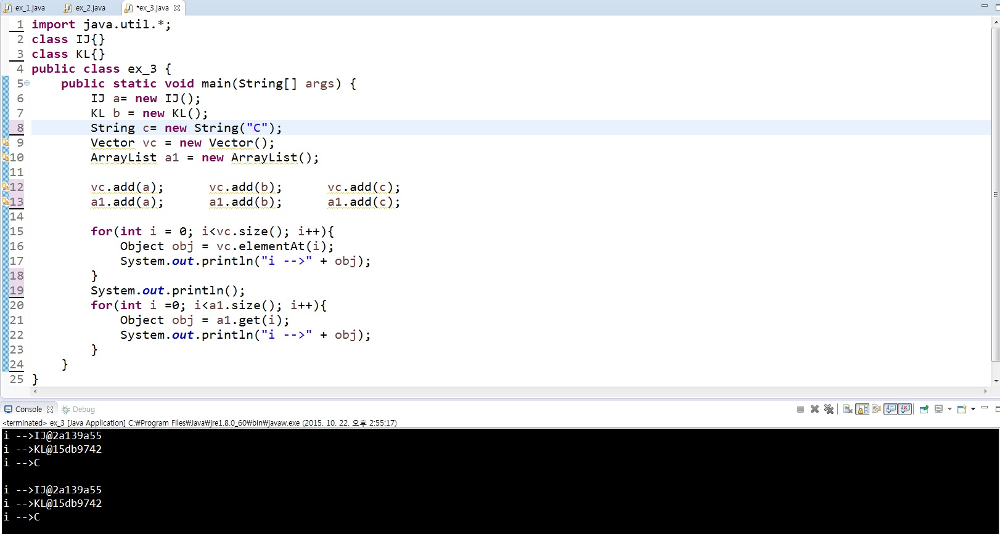 ex_1.java ex_2.java *ex_3.java
1 import java.util.*;
2 class IJ{}
3 class KL{}
4 public class ex_3 {
5 public static void main(String[] args) {
6 IJ a= new IJ();
7 KL b = new KL();
8 String c= new String("C");
9 Vector vc = new Vector();
10 ArrayList a1 = new ArrayList();
11
12 vc.add(a); vc.add(b); vc.add(c);
13 a1.add(a); a1.add(b); a1.add(c);
14
15 for(int i = 0; i<vc.size(); i++){
16 Object obj = vc.elementAt(i);
17 System.out.println("i -->" + obj);
18 }
19 System.out.println();
20 for(int i =0; i<a1.size(); i++){
21 Object obj = a1.get(i);
22 System.out.println("i -->" + obj);
23 }
24 }
25 }
Console Debug
<terminated> ex_3 [Java Application] C:₩Program Files₩Java₩jre1.8.0_60₩bin₩javaw.exe (2015. 10. 22. 오후 2:55:17)
i -->IJ@2a139a55
i -->KL@15db9742
i -->C
i -->IJ@2a139a55
i -->KL@15db9742
i -->C